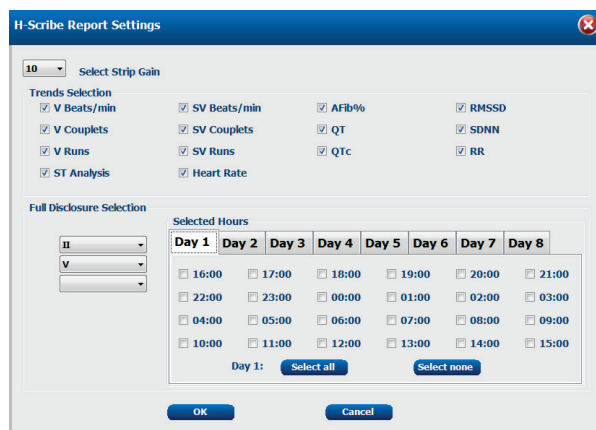 H-Scribe Report Settings
10 Select Strip Gain
Trends Selection
V Beats/min SV Beats/min AFib% RMSSD
V Couplets SV Couplets QT SDNN
V Runs SV Runs QTc RR
ST Analysis Heart Rate
Full Disclosure Selection
Selected Hours
II Day 1 Day 2 Day 3 Day 4 Day 5 Day 6 Day 7 Day 8
V
16:00 17:00 18:00 19:00 20:00 21:00
22:00 23:00 00:00 01:00 02:00 03:00
04:00 05:00 06:00 07:00 08:00 09:00
10:00 11:00 12:00 13:00 14:00 15:00
Day 1: Select all Select none
OK Cancel